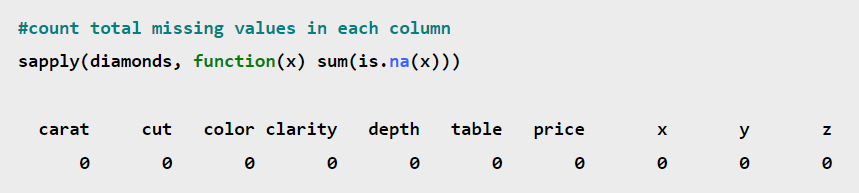 #count total missing values in each column
sapply(diamonds, function(x) sum(is.na(x)))
carat cut color clarity depth table price x y z
0 0 0 0 0 0 0 0 0 0